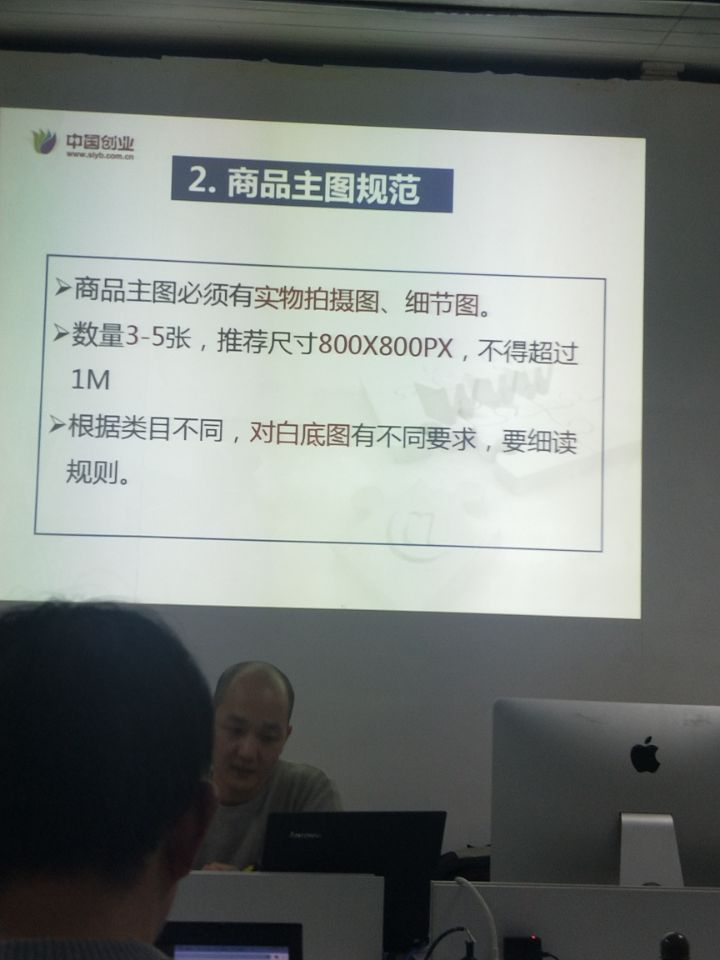 中国创业
www.siyb.com.cn
2. 商品主图规范
➢商品主图必须有实物拍摄图、细节图。
➢数量3-5张，推荐尺寸800X800PX，不得超过
1M
➢根据类目不同，对白底图有不同要求，要细读
规则。
lenovo